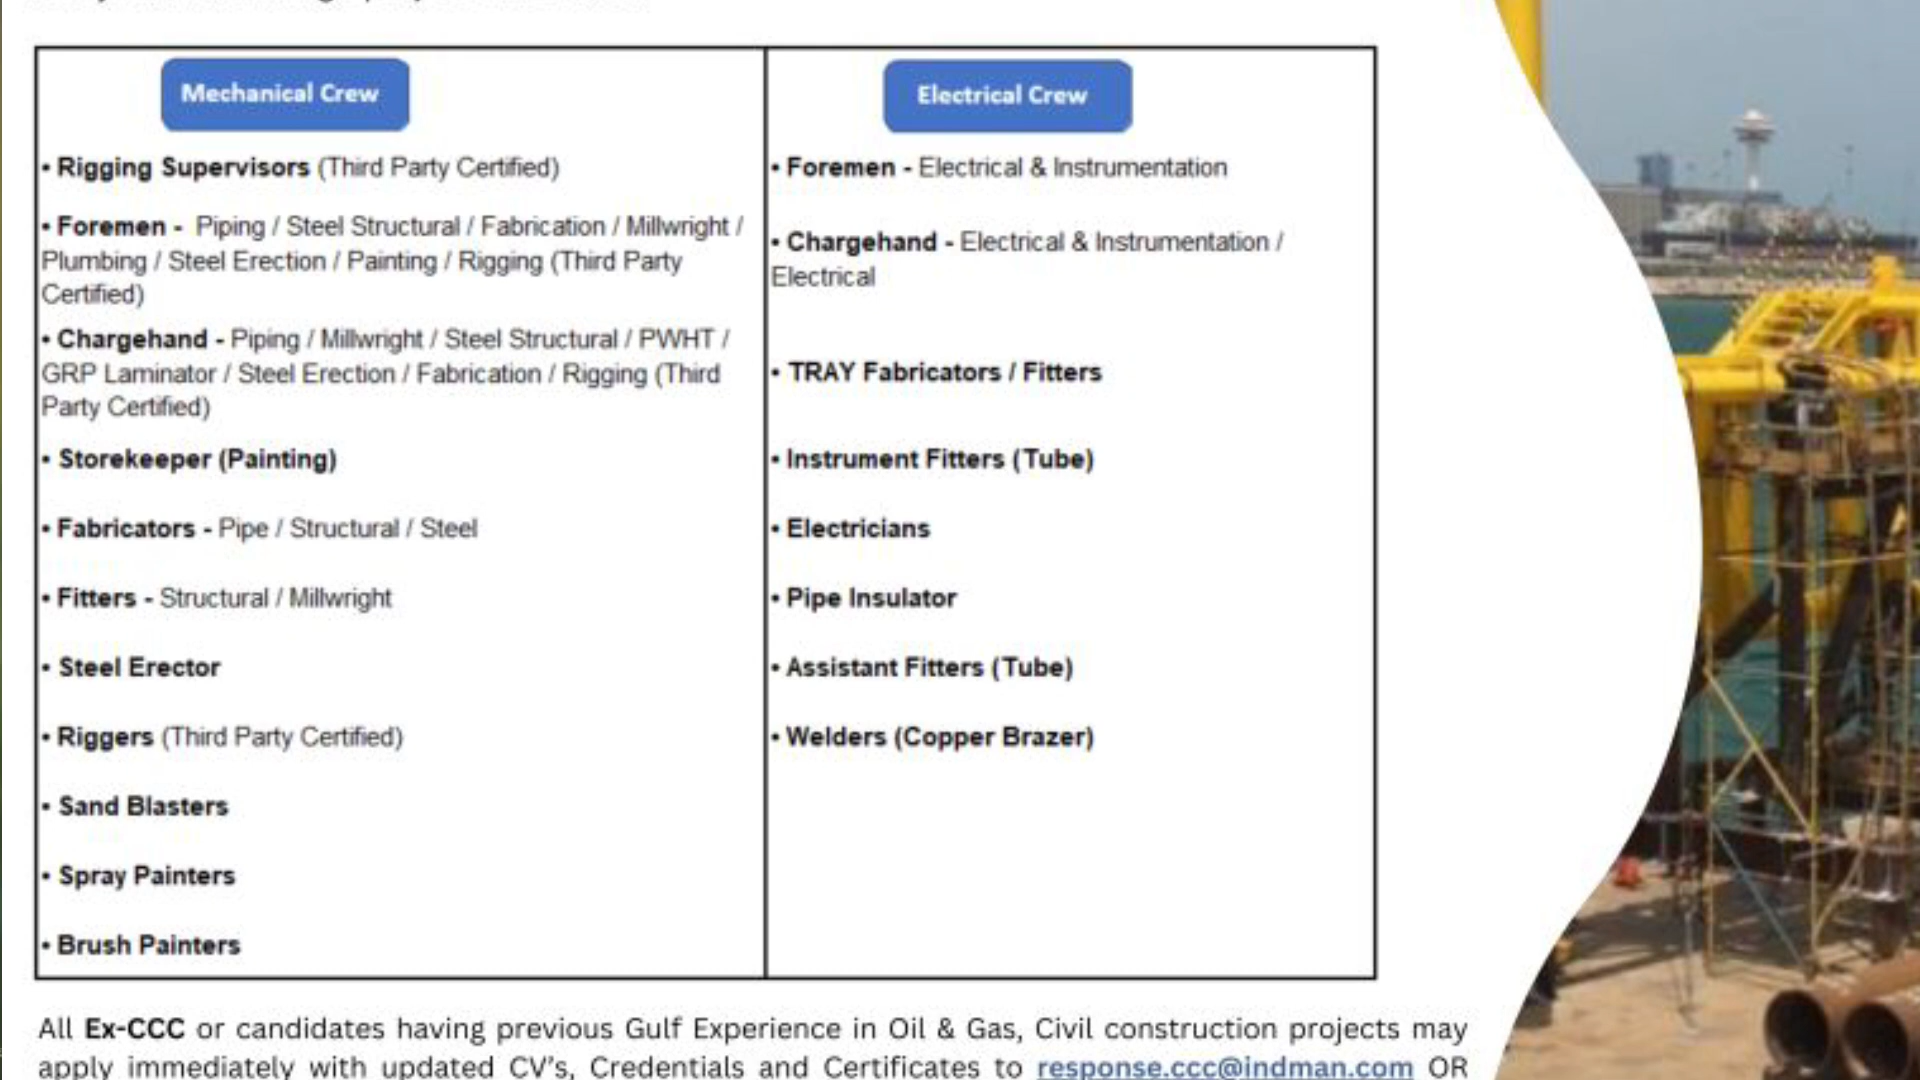 Mechanical Crew
• Rigging Supervisors (Third Party Certified)
• Foremen - Piping / Steel Structural / Fabrication / Millwright /
Plumbing / Steel Erection / Painting / Rigging (Third Party
Certified)
• Chargehand - Piping / Millwright / Steel Structural / PWHT /
GRP Laminator / Steel Erection / Fabrication / Rigging (Third
Party Certified)
• Storekeeper (Painting)
• Fabricators - Pipe / Structural / Steel
• Fitters - Structural / Millwright
• Steel Erector
• Riggers (Third Party Certified)
• Sand Blasters
• Spray Painters
• Brush Painters
Electrical Crew
• Foremen - Electrical & Instrumentation
• Chargehand - Electrical & Instrumentation /
Electrical
• TRAY Fabricators / Fitters
• Instrument Fitters (Tube)
• Electricians
• Pipe Insulator
• Assistant Fitters (Tube)
• Welders (Copper Brazer)
All Ex-CCC or candidates having previous Gulf Experience in Oil & Gas, Civil construction projects may
apply immediately with updated CV's, Credentials and Certificates to response.ccc@indman.com OR